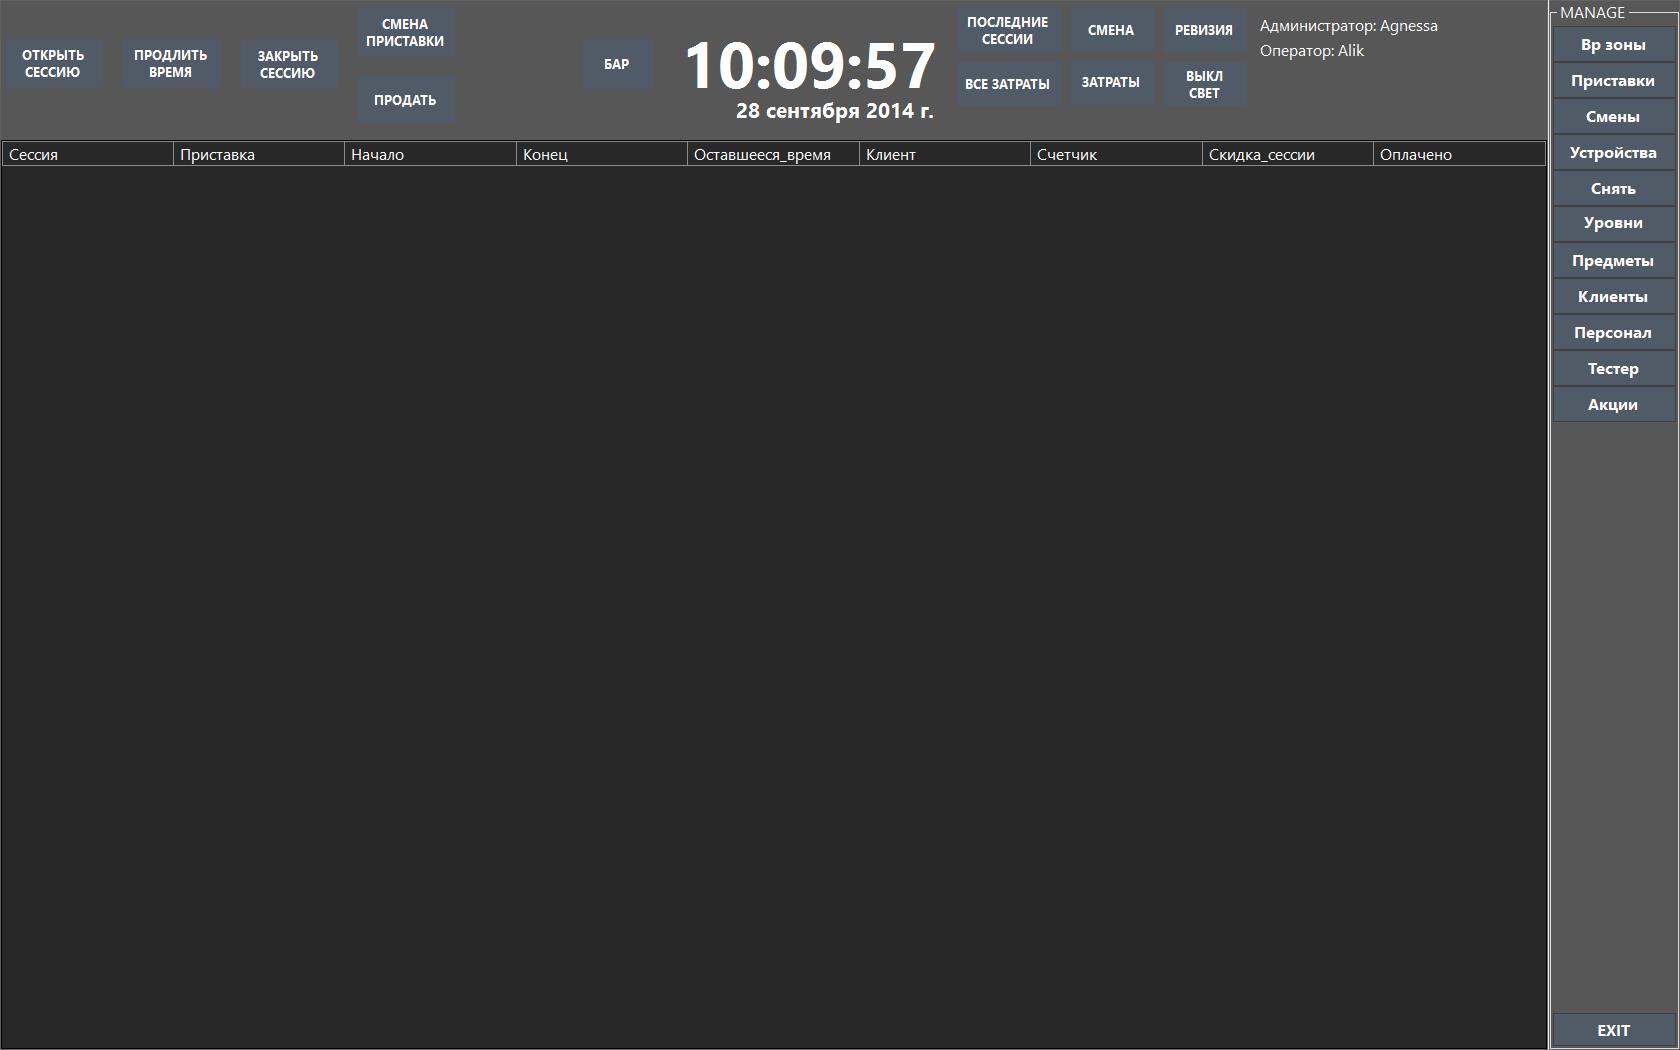 ОТКРЫТЬ
СЕССИЮ
ПРОДЛИТЬ
ВРЕМЯ
ЗАКРЫТЬ
СЕССИЮ
СМЕНА
ПРИСТАВКИ
ПРОДАТЬ
БАР
10:09:57
28 сентября 2014 г.
ПОСЛЕДНИЕ
СЕССИИ
СМЕНА
РЕВИЗИЯ
ВСЕ ЗАТРАТЫ
ЗАТРАТЫ
ВЫКЛ
СВЕТ
Администратор: Agnessa
Оператор: Alik
Сессия Приставка Начало Конец Оставшееся_время Клиент Счетчик Скидка_сессии Оплачено
MANAGE
Вр зоны
Приставки
Смены
Устройства
Снять
Уровни
Предметы
Клиенты
Персонал
Тестер
Акции
EXIT